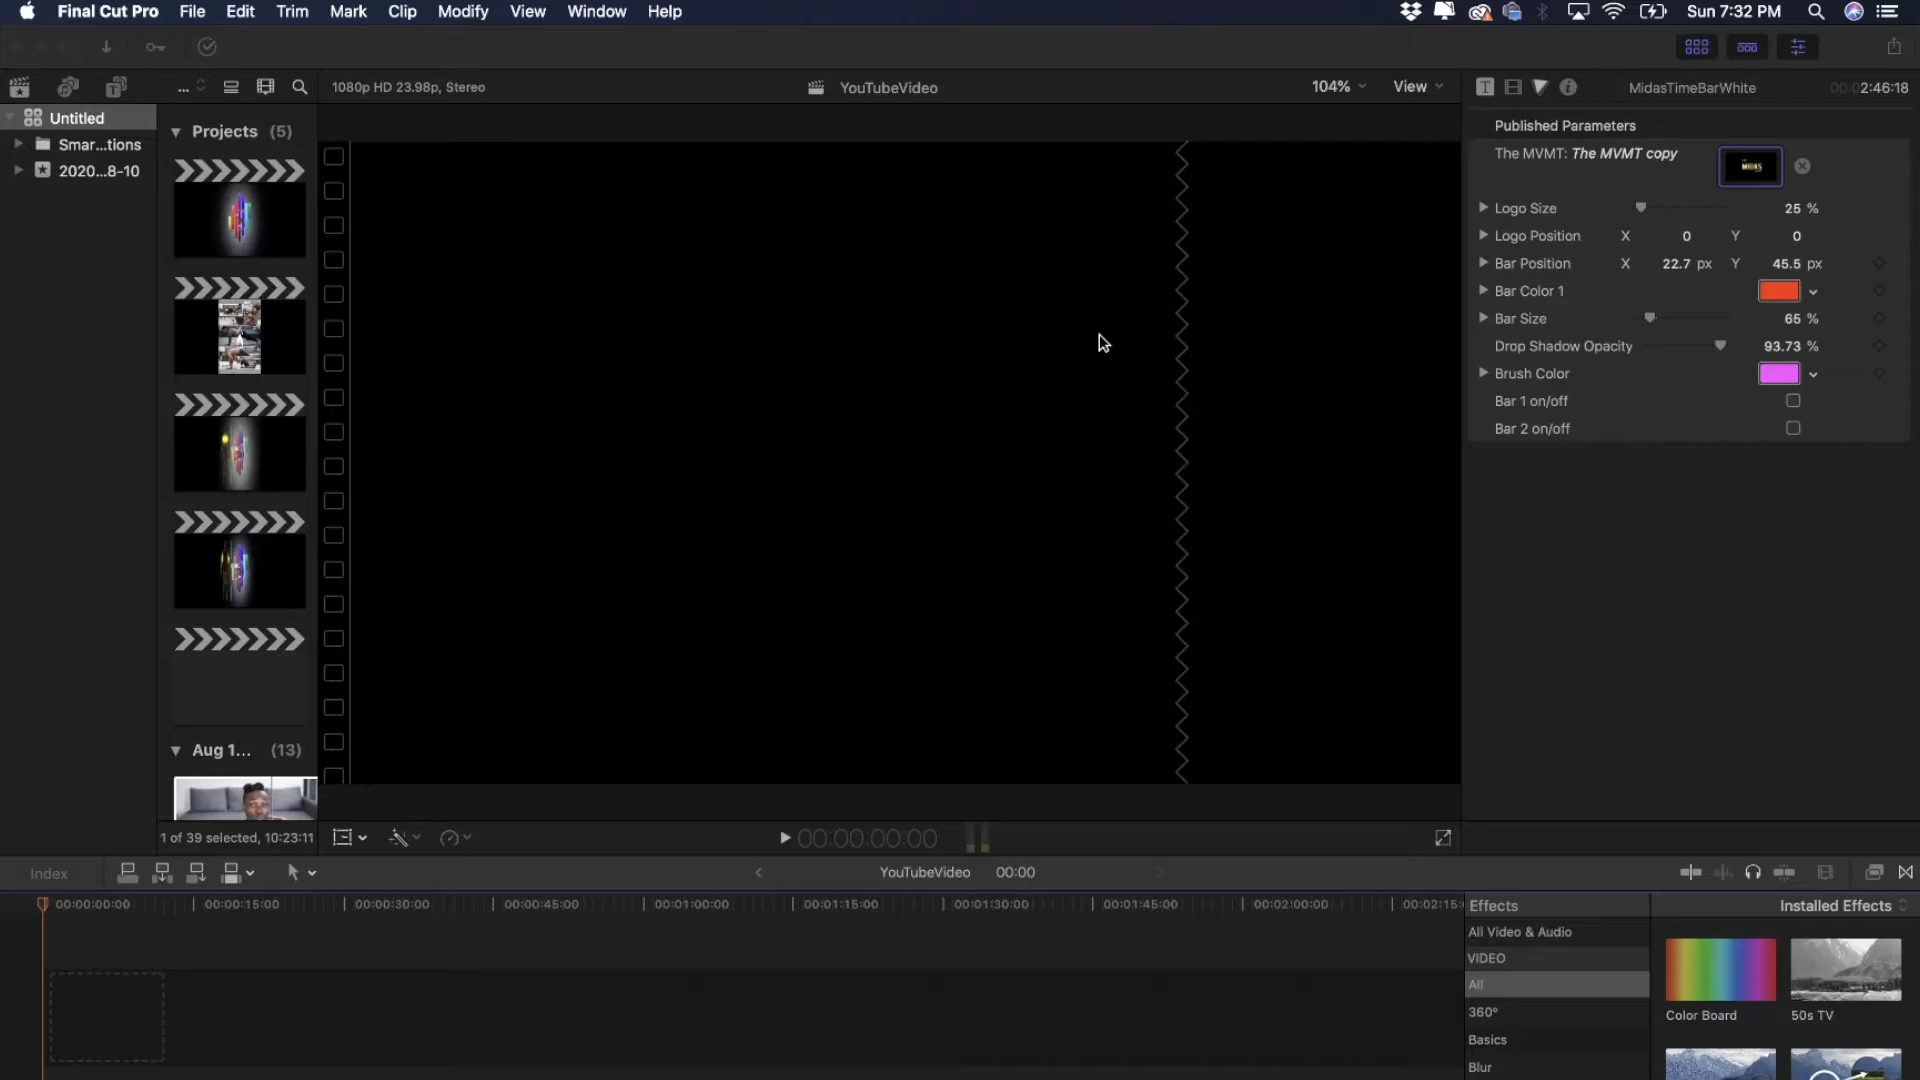 Final Cut Pro File Edit Trim Mark Clip Modify View Window Help Sun 7:32 PM
... 1080p HD 23.98p, Stereo YouTubeVideo 104% View MidasTimeBarWhite 00:02:46:18
Untitled
Smar...tions
2020...8-10
Projects (5)
Aug 1... (13)
1 of 39 selected, 10:23:11
00:00:00:00
Published Parameters
The MVMT: The MVMT copy
MIDAS
Logo Size 25 %
Logo Position X 0 Y 0
Bar Position X 22.7 px Y 45.5 px
Bar Color 1
Bar Size 65 %
Drop Shadow Opacity 93.73 %
Brush Color
Bar 1 on/off
Bar 2 on/off
Index YouTubeVideo 00:00
00:00:00:00 00:00:15:00 00:00:30:00 00:00:45:00 00:01:00:00 00:01:15:00 00:01:30:00 00:01:45:00 00:02:00:00 00:02:15:
Effects Installed Effects
All Video & Audio
VIDEO
All
360°
Basics
Blur
Color Board 50s TV